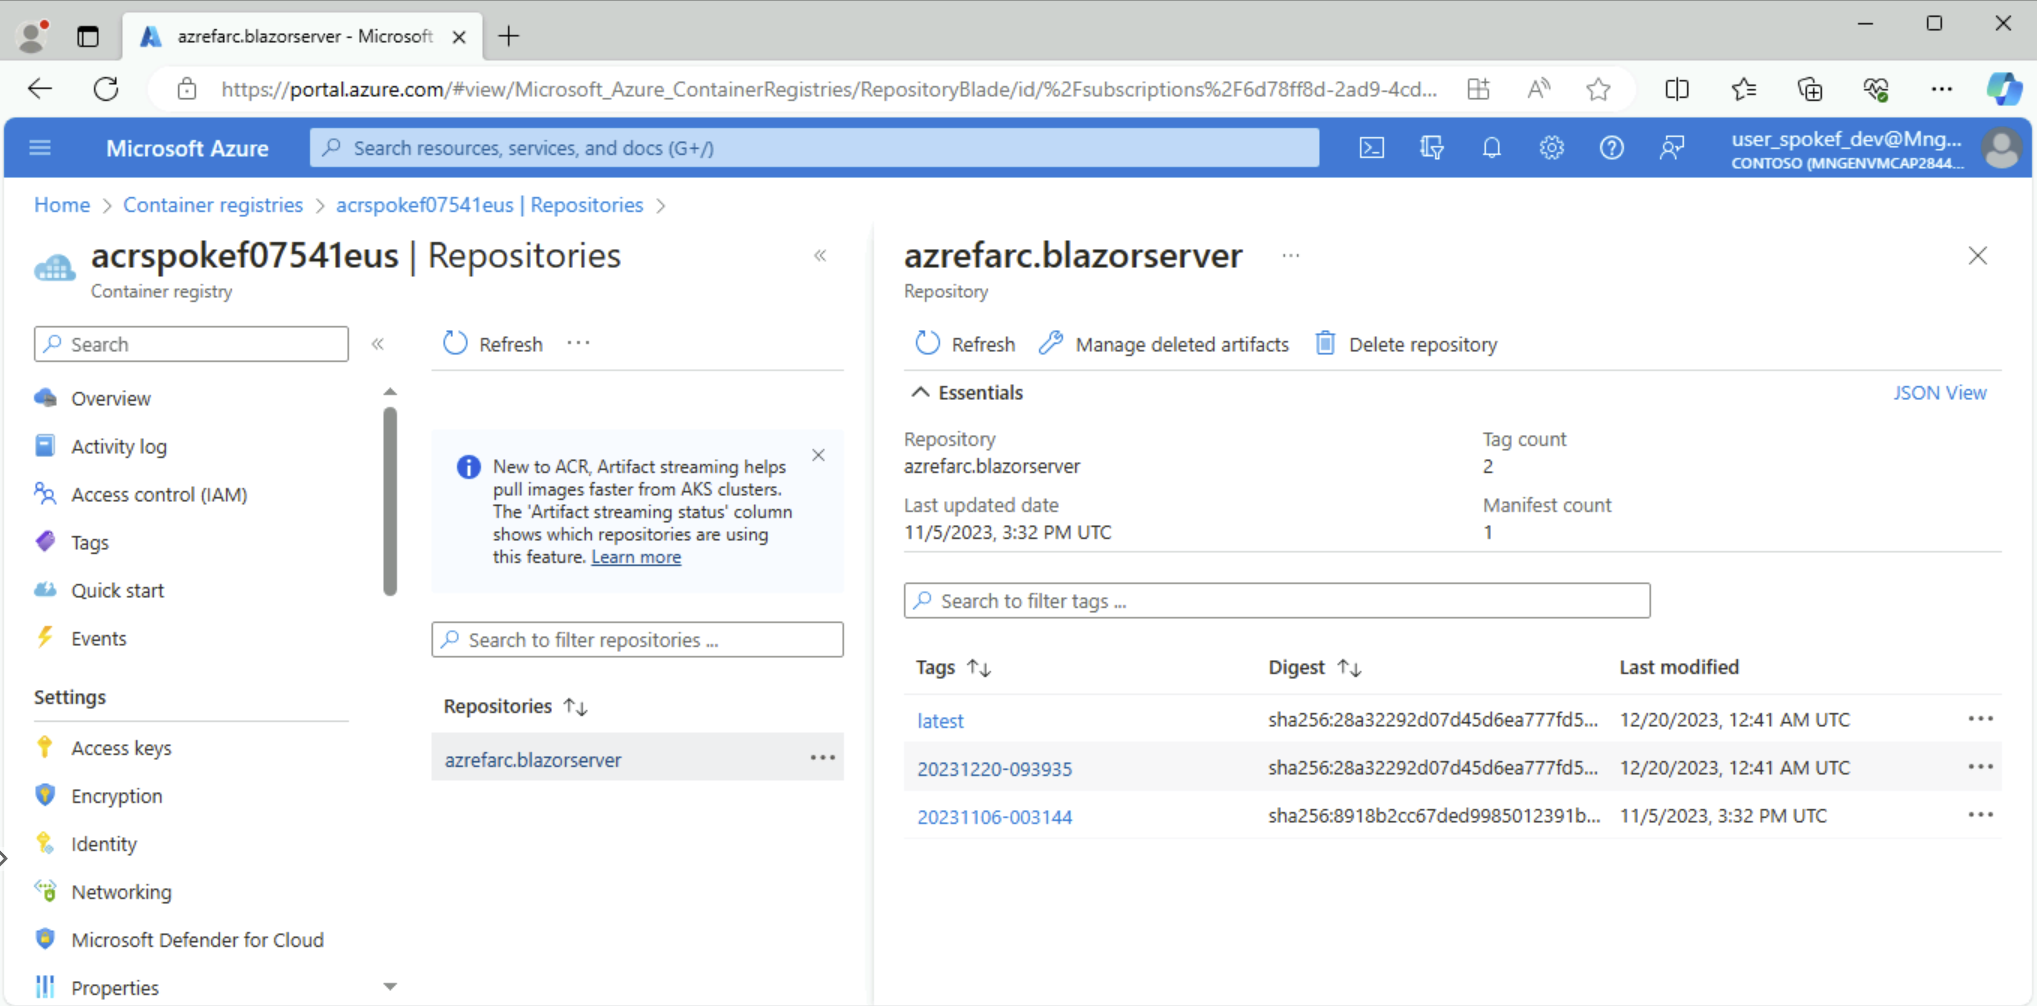 azrefarc.blazorserver - Microsoft
https://portal.azure.com/#view/Microsoft_Azure_ContainerRegistries/RepositoryBlade/id/%2Fsubscriptions%2F6d78ff8d-2ad9-4cd...
Microsoft Azure
Search resources, services, and docs (G+/)
user_spokef_dev@Mng...
CONTOSO (MNGENVMCAP2844...
Home > Container registries > acrspokef07541eus | Repositories >
acrspokef07541eus | Repositories
Container registry
Search
Overview
Activity log
Access control (IAM)
Tags
Quick start
Events
Settings
Access keys
Encryption
Identity
Networking
Microsoft Defender for Cloud
Properties
Refresh ...
New to ACR, Artifact streaming helps
pull images faster from AKS clusters.
The 'Artifact streaming status' column
shows which repositories are using
this feature. Learn more
Search to filter repositories ...
Repositories
azrefarc.blazorserver ...
azrefarc.blazorserver ...
Repository
Refresh Manage deleted artifacts Delete repository
Essentials JSON View
Repository
azrefarc.blazorserver
Tag count
2
Last updated date
11/5/2023, 3:32 PM UTC
Manifest count
1
Search to filter tags ...
Tags Digest Last modified
latest sha256:28a32292d07d45d6ea777fd5... 12/20/2023, 12:41 AM UTC ...
20231220-093935 sha256:28a32292d07d45d6ea777fd5... 12/20/2023, 12:41 AM UTC ...
20231106-003144 sha256:8918b2cc67ded9985012391b... 11/5/2023, 3:32 PM UTC ...